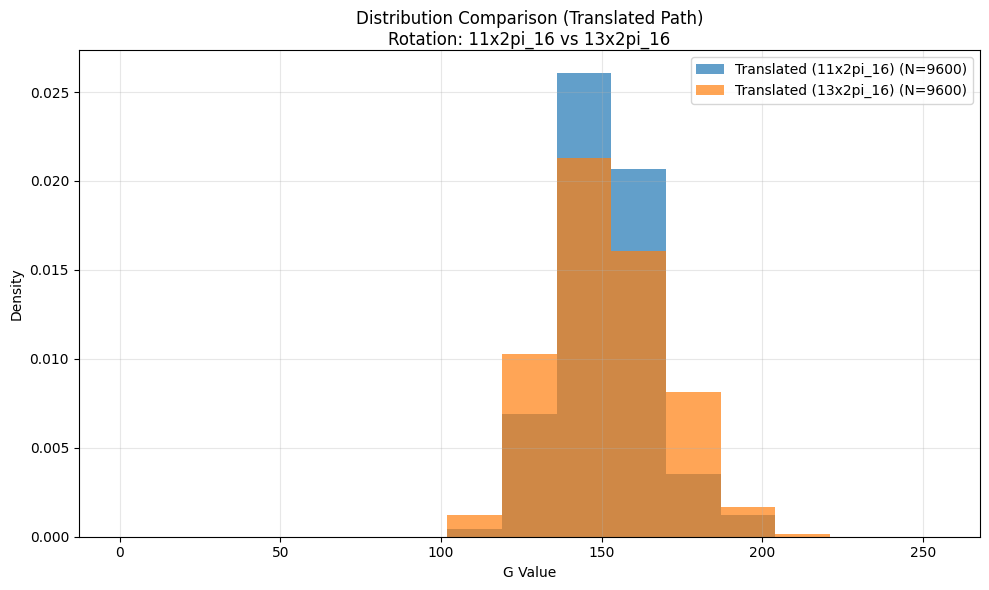 Distribution Comparison (Translated Path)
Rotation: 11x2pi_16 vs 13x2pi_16
Translated (11x2pi_16) (N=9600)
Translated (13x2pi_16) (N=9600)
Density
0.025
0.020
0.015
0.010
0.005
0.000
0 50 100 150 200 250
G Value